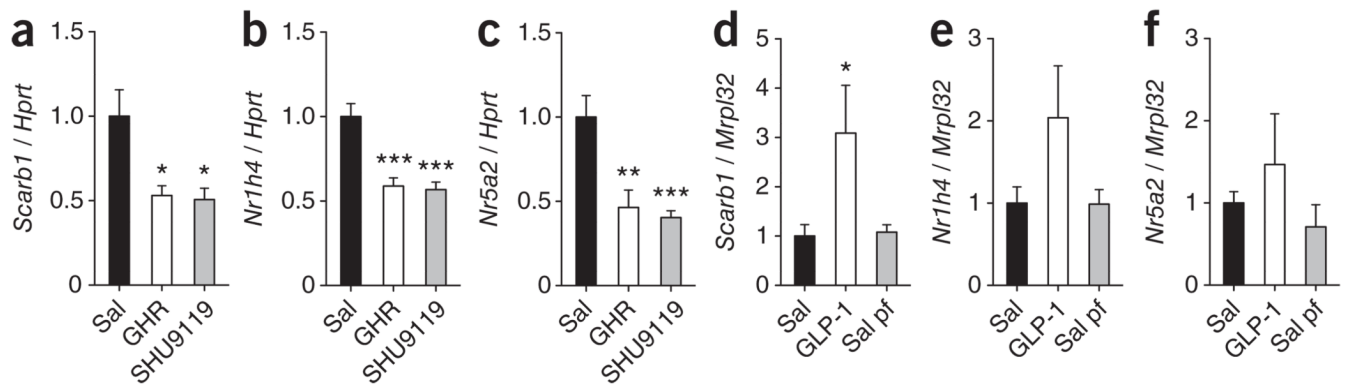 a
Scarb1 / Hprt
1.5
1.0
0.5
0
*
*
Sal
GHR
SHU9119
b
Nr1h4 / Hprt
1.5
1.0
0.5
0
***
***
Sal
GHR
SHU9119
c
Nr5a2 / Hprt
1.5
1.0
0.5
0
**
***
Sal
GHR
SHU9119
d
Scarb1 / Mrpl32
5
4
3
2
1
0
*
Sal
GLP-1
Sal pf
e
Nr1h4 / Mrpl32
3
2
1
0
Sal
GLP-1
Sal pf
f
Nr5a2 / Mrpl32
3
2
1
0
Sal
GLP-1
Sal pf